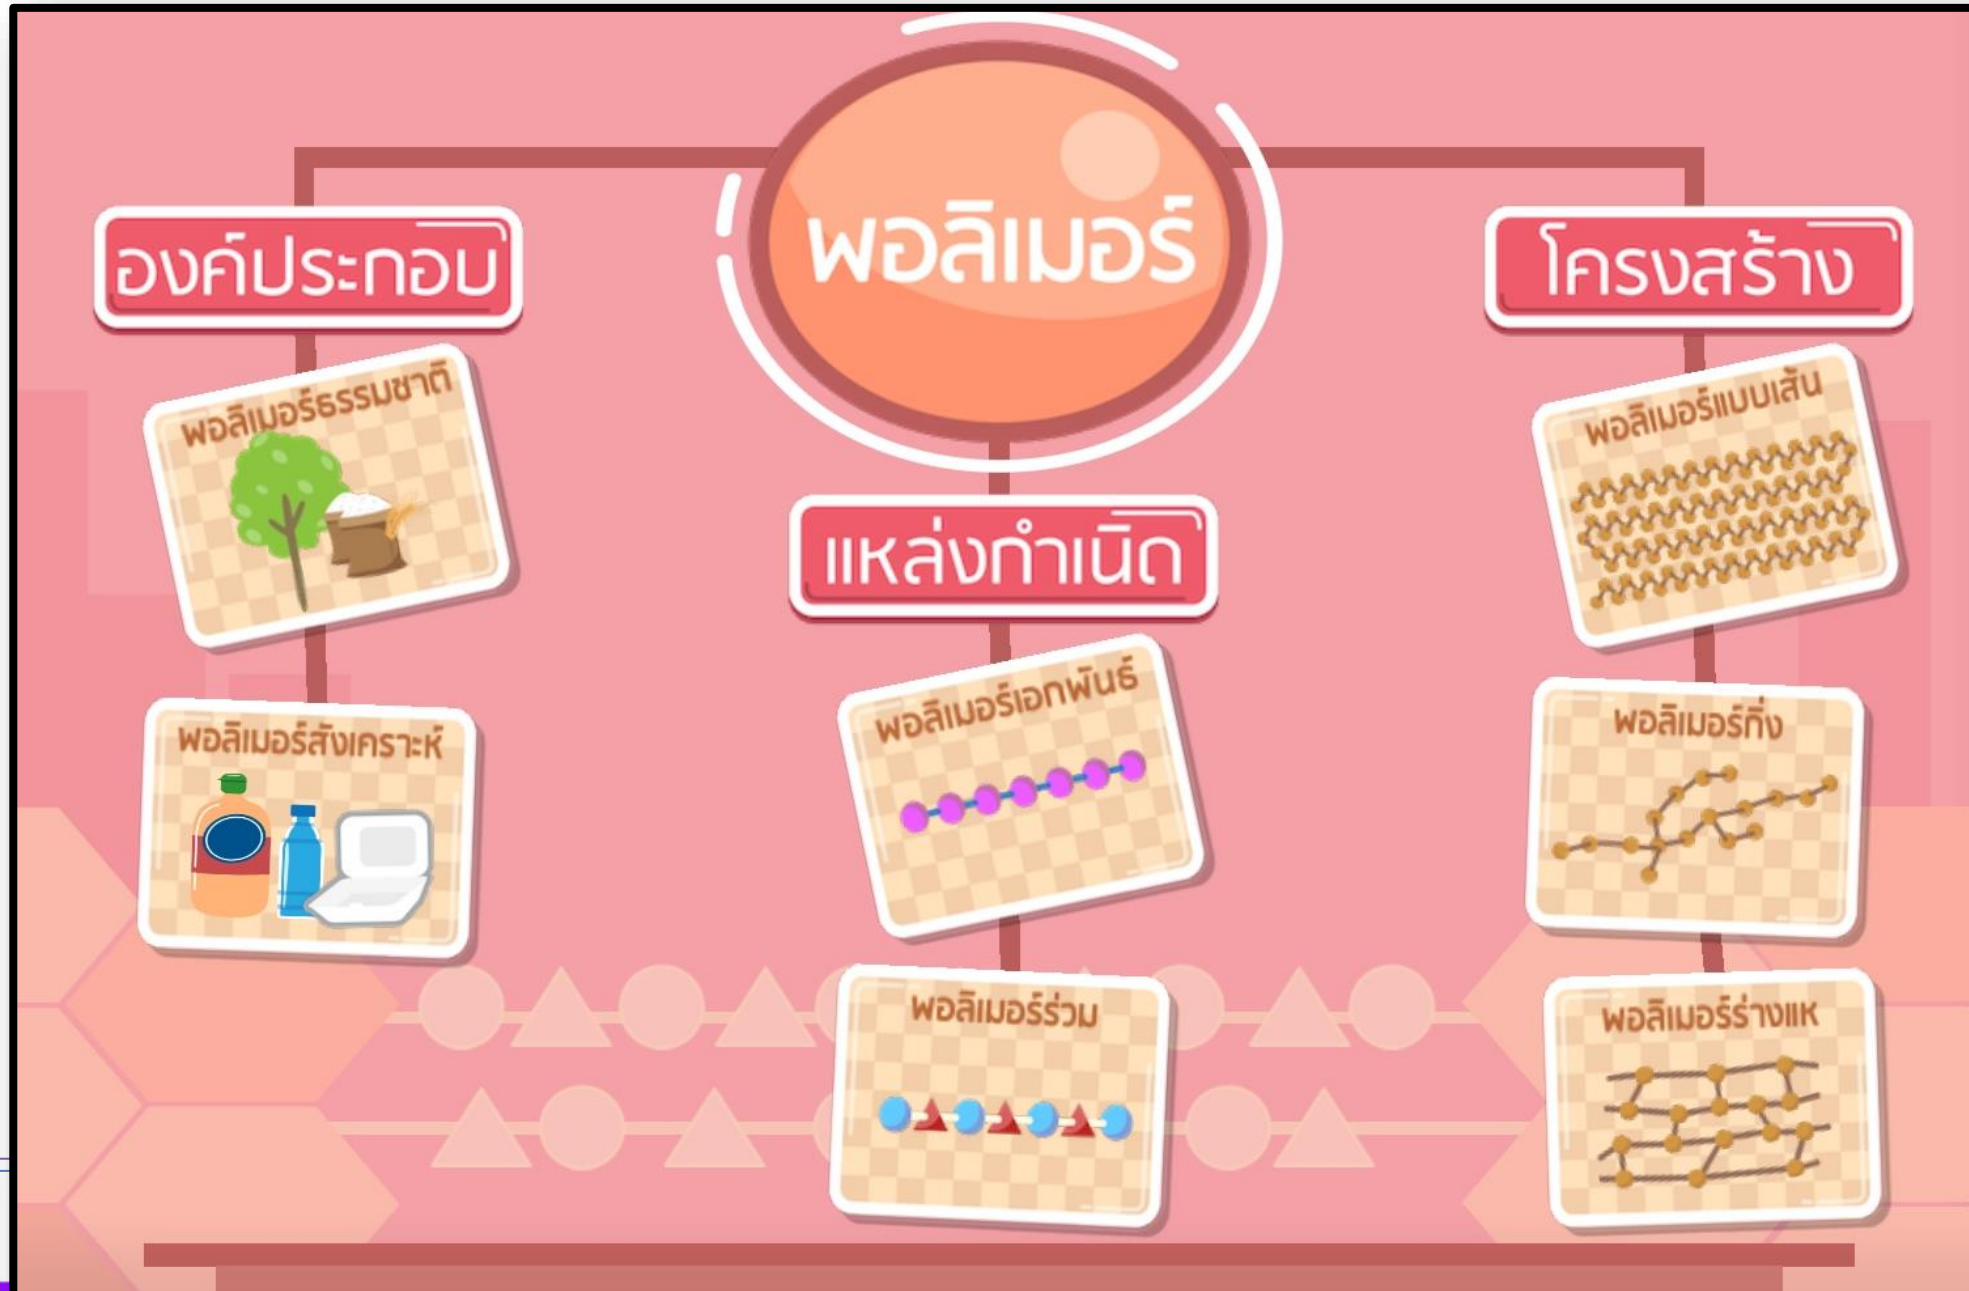 พอลิเมอร์
องค์ประกอบ
พอลิเมอร์ธรรมชาติ
พอลิเมอร์สังเคราะห์
แหล่งกำเนิด
พอลิเมอร์เอกพันธ์
พอลิเมอร์ร่วม
โครงสร้าง
พอลิเมอร์แบบเส้น
พอลิเมอร์กิ่ง
พอลิเมอร์ร่างแห